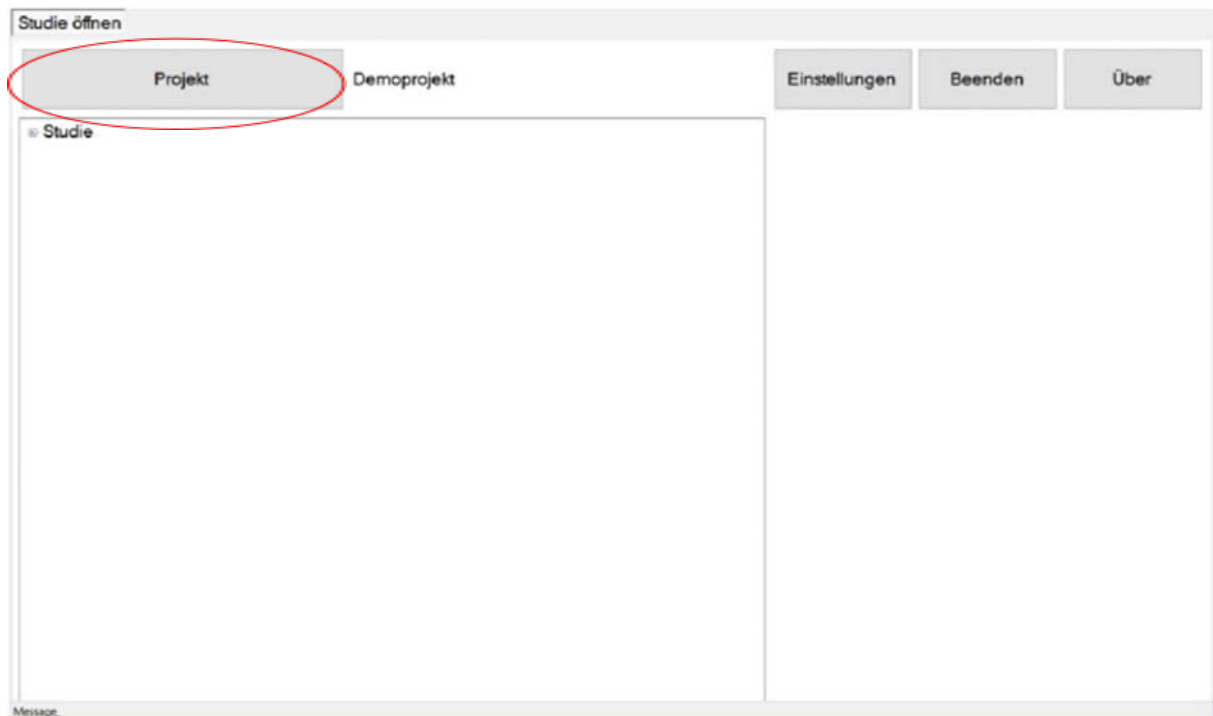 Studie öffnen
Projekt Demoprojekt Einstellungen Beenden Über
Studie
Message